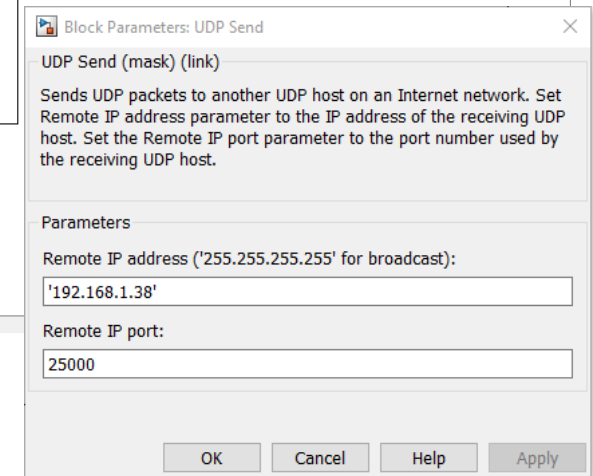 Block Parameters: UDP Send
UDP Send (mask) (link)
Sends UDP packets to another UDP host on an Internet network. Set
Remote IP address parameter to the IP address of the receiving UDP
host. Set the Remote IP port parameter to the port number used by
the receiving UDP host.
Parameters
Remote IP address ('255.255.255.255' for broadcast):
'192.168.1.38'
Remote IP port:
25000
OK Cancel Help Apply